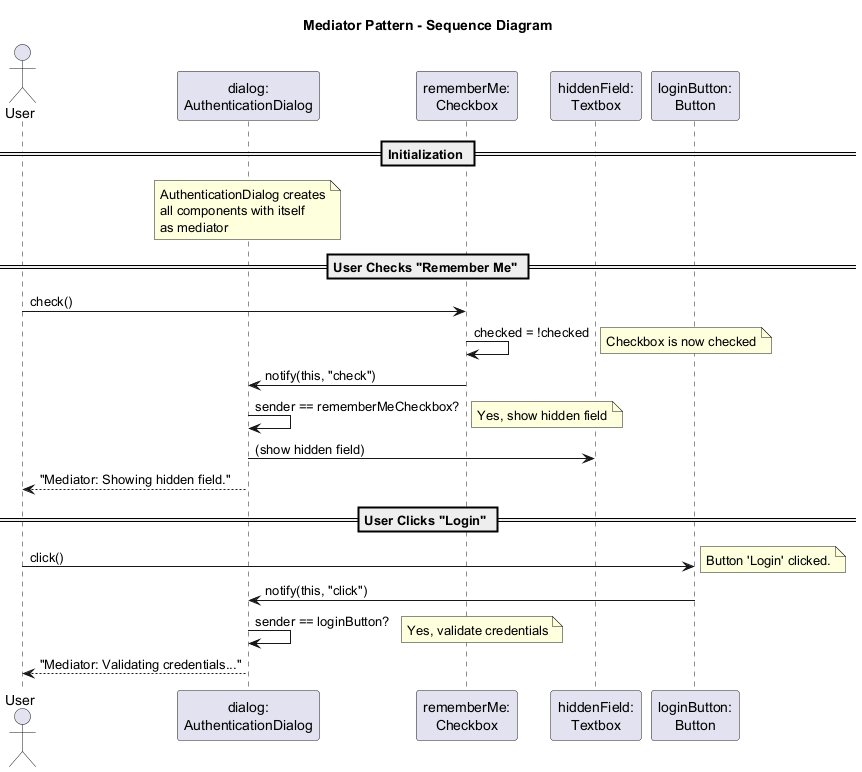 Mediator Pattern - Sequence Diagram
User
dialog:
AuthenticationDialog
rememberMe:
Checkbox
hiddenField:
Textbox
loginButton:
Button
Initialization
AuthenticationDialog creates
all components with itself
as mediator
User Checks "Remember Me"
check()
checked = !checked
Checkbox is now checked
notify(this, "check")
sender == rememberMeCheckbox?
Yes, show hidden field
(show hidden field)
"Mediator: Showing hidden field."
User Clicks "Login"
click()
Button 'Login' clicked.
notify(this, "click")
sender == loginButton?
Yes, validate credentials
"Mediator: Validating credentials..."
User
dialog:
AuthenticationDialog
rememberMe:
Checkbox
hiddenField:
Textbox
loginButton:
Button